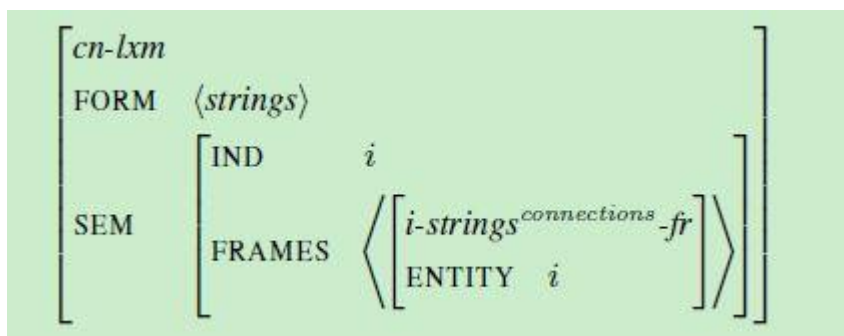 cn-lxm
FORM ⟨strings⟩
IND i
SEM
FRAMES
i-strings^connections-fr
ENTITY i